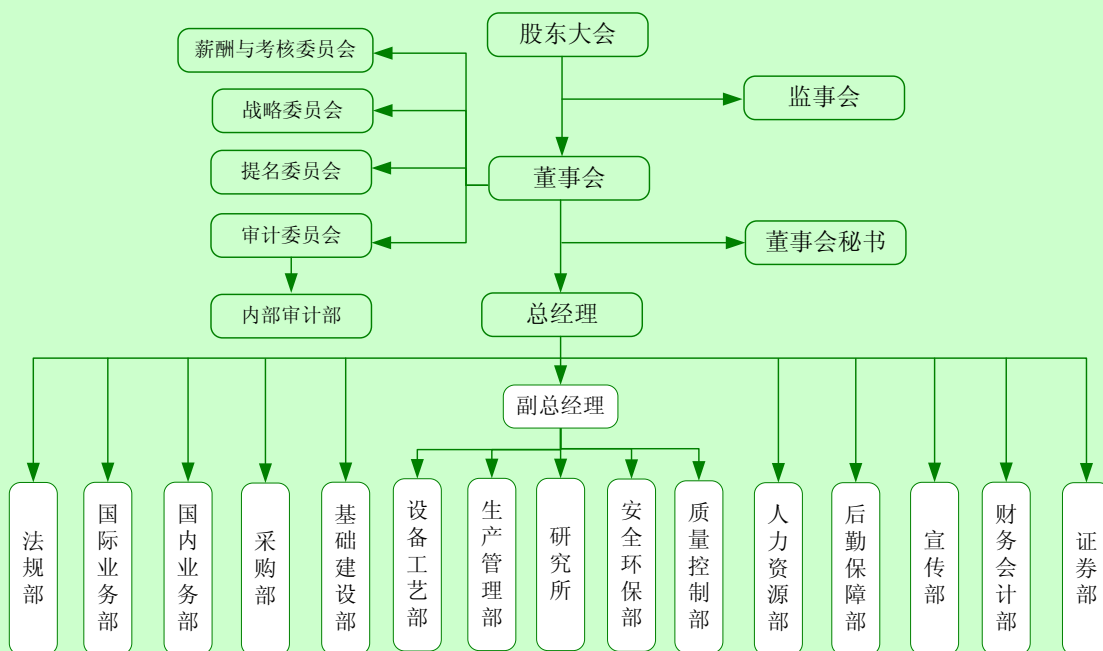 股东大会
薪酬与考核委员会
监事会
战略委员会
提名委员会
董事会
审计委员会
董事会秘书
内部审计部
总经理
副总经理
法规部
国际业务部
国内业务部
采购部
基础建设部
设备工艺部
生产管理部
研究所
安全环保部
质量控制部
人力资源部
后勤保障部
宣传部
财务会计部
证券部